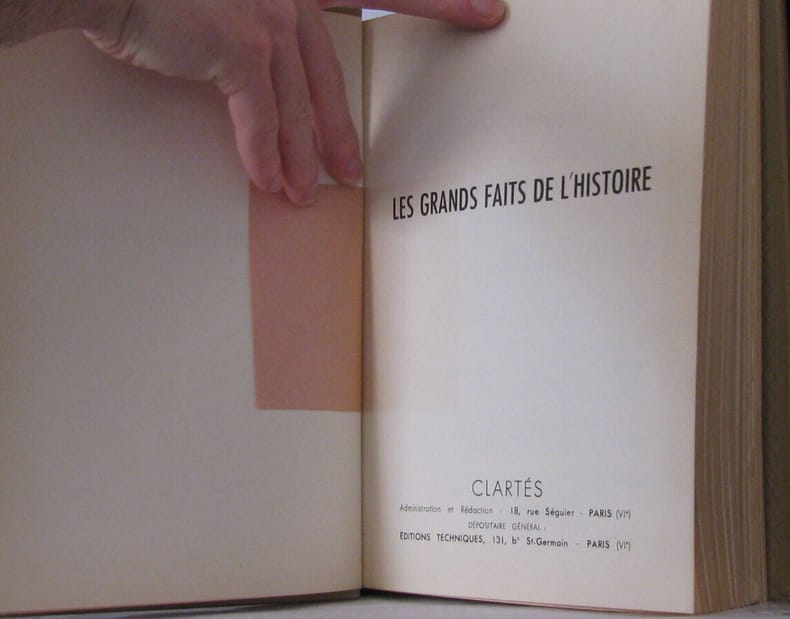 LES GRANDS FAITS DE L'HISTOIRE
CLARTÉS
Administration et Rédaction : 18, rue Séguier - PARIS (VIᵉ)
DÉPOSITAIRE GÉNÉRAL :
ÉDITIONS TECHNIQUES, 131, bᵈ St-Germain - PARIS (VIᵉ)